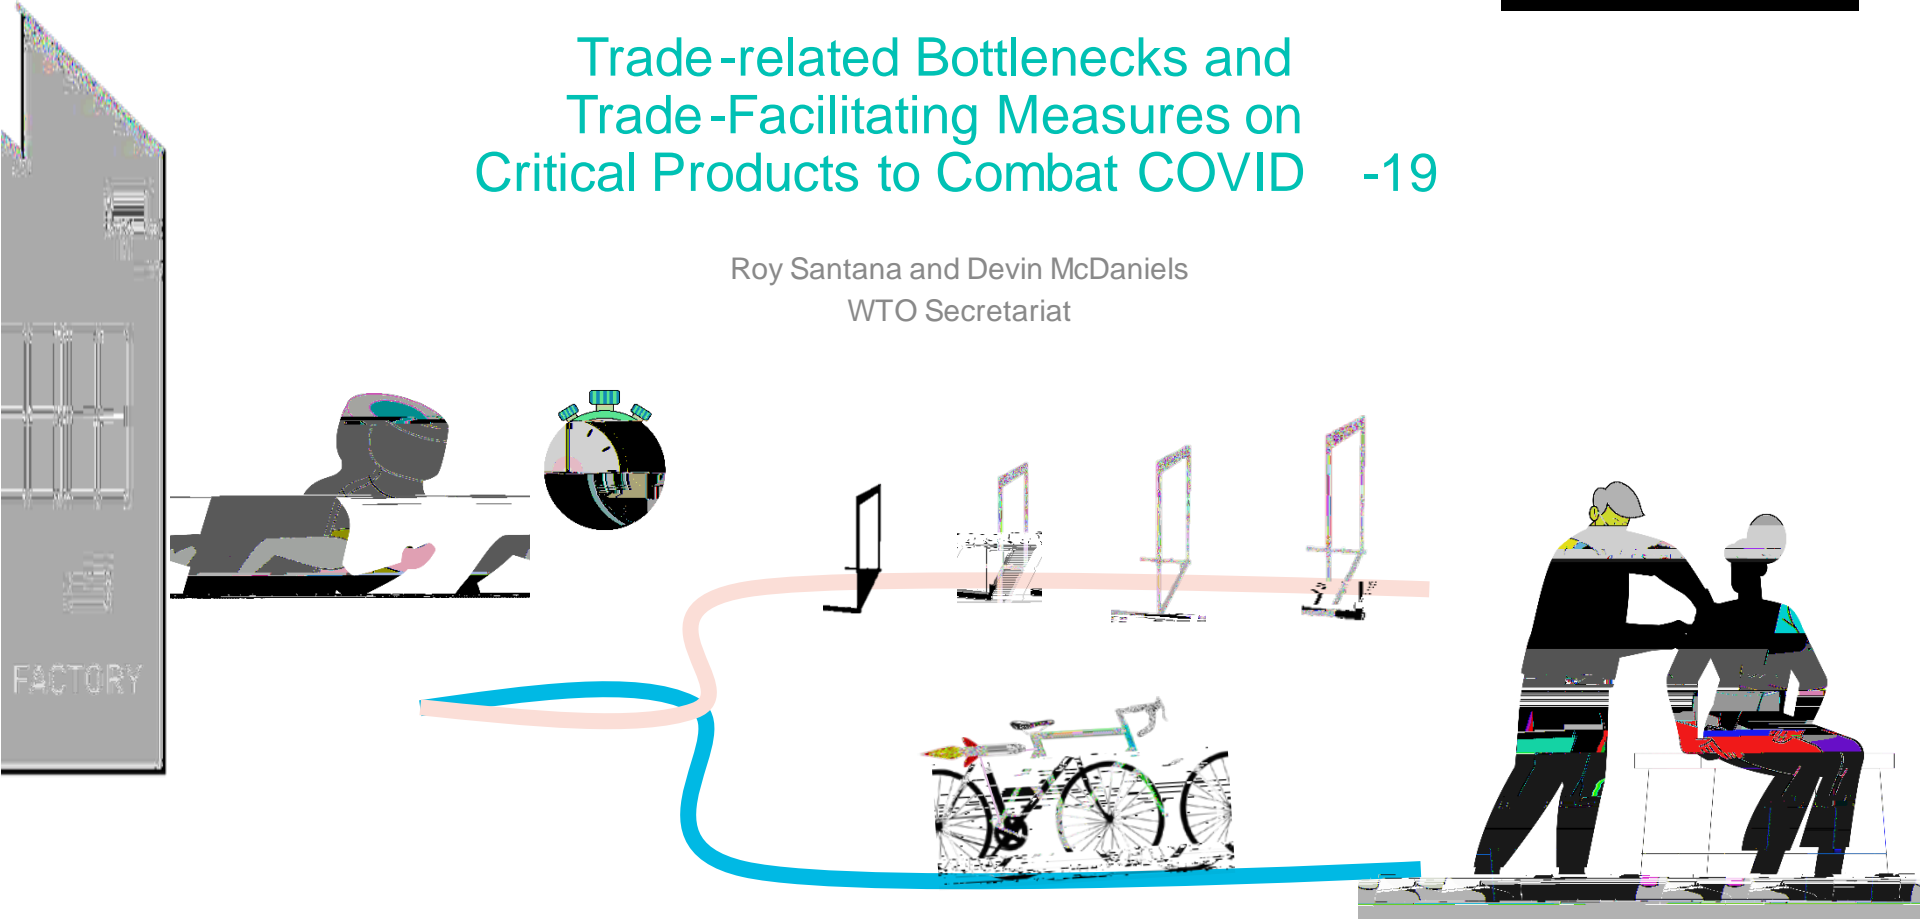 Trade-related Bottlenecks and
Trade-Facilitating Measures on
Critical Products to Combat COVID -19
Roy Santana and Devin McDaniels
WTO Secretariat
FACTORY